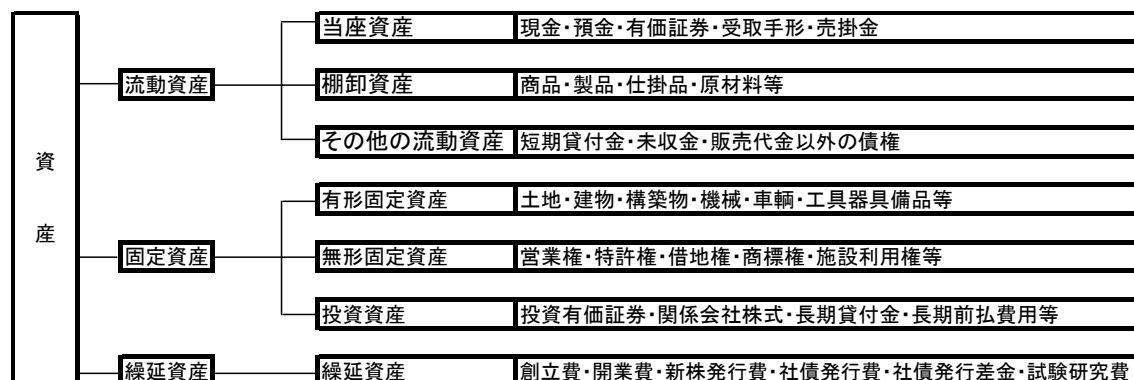 資産
流動資産
当座資産 現金・預金・有価証券・受取手形・売掛金
棚卸資産 商品・製品・仕掛品・原材料等
その他の流動資産 短期貸付金・未収金・販売代金以外の債権
固定資産
有形固定資産 土地・建物・構築物・機械・車輌・工具器具備品等
無形固定資産 営業権・特許権・借地権・商標権・施設利用権等
投資資産 投資有価証券・関係会社株式・長期貸付金・長期前払費用等
繰延資産
繰延資産 創立費・開業費・新株発行費・社債発行費・社債発行差金・試験研究費